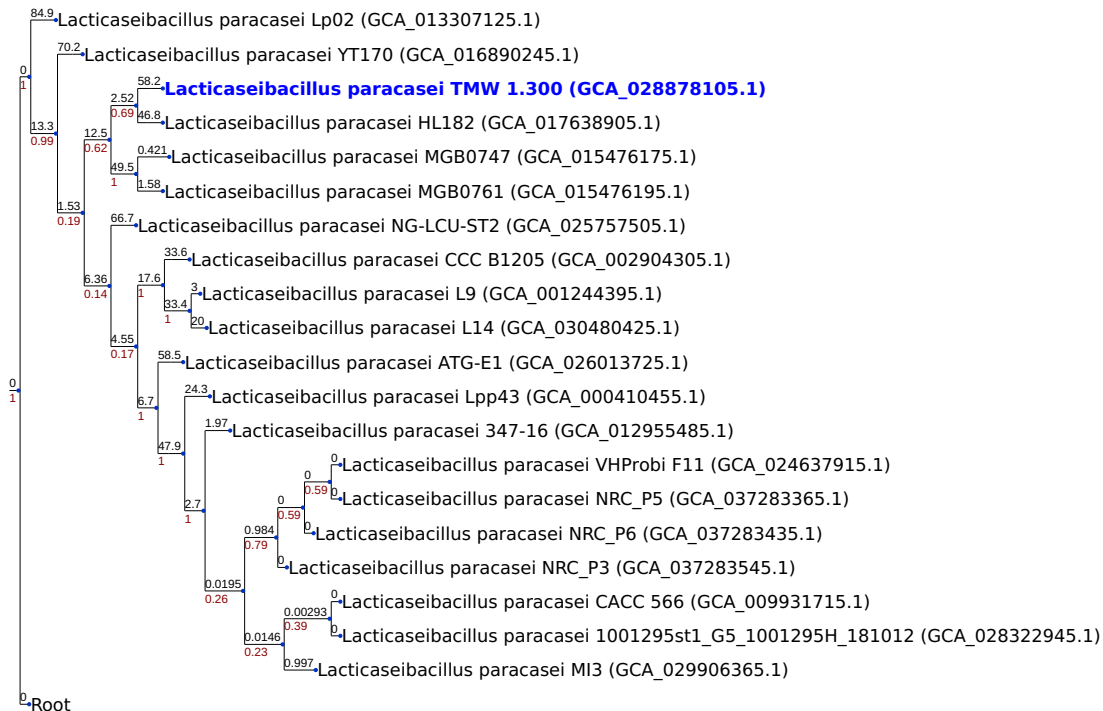 84.9
Lacticaseibacillus paracasei Lp02 (GCA_013307125.1)
70.2
Lacticaseibacillus paracasei YT170 (GCA_016890245.1)
0
1
58.2
Lacticaseibacillus paracasei TMW 1.300 (GCA_028878105.1)
2.52
0.69
46.8
Lacticaseibacillus paracasei HL182 (GCA_017638905.1)
13.3
0.99
12.5
0.62
0.421
Lacticaseibacillus paracasei MGB0747 (GCA_015476175.1)
49.5
1
1.58
Lacticaseibacillus paracasei MGB0761 (GCA_015476195.1)
1.53
0.19
66.7
Lacticaseibacillus paracasei NG-LCU-ST2 (GCA_025757505.1)
33.6
Lacticaseibacillus paracasei CCC B1205 (GCA_002904305.1)
6.36
0.14
17.6
1
3
Lacticaseibacillus paracasei L9 (GCA_001244395.1)
33.4
1
20
Lacticaseibacillus paracasei L14 (GCA_030480425.1)
4.55
0.17
58.5
Lacticaseibacillus paracasei ATG-E1 (GCA_026013725.1)
0
1
24.3
Lacticaseibacillus paracasei Lpp43 (GCA_000410455.1)
6.7
1
1.97
Lacticaseibacillus paracasei 347-16 (GCA_012955485.1)
47.9
1
0
Lacticaseibacillus paracasei VHProbi F11 (GCA_024637915.1)
0
0.59
0
Lacticaseibacillus paracasei NRC_P5 (GCA_037283365.1)
2.7
1
0
0.59
0
Lacticaseibacillus paracasei NRC_P6 (GCA_037283435.1)
0.984
0.79
0
Lacticaseibacillus paracasei NRC_P3 (GCA_037283545.1)
0.0195
0.26
0
Lacticaseibacillus paracasei CACC 566 (GCA_009931715.1)
0.00293
0.39
0
Lacticaseibacillus paracasei 1001295st1_G5_1001295H_181012 (GCA_028322945.1)
0.0146
0.23
0.997
Lacticaseibacillus paracasei MI3 (GCA_029906365.1)
0
Root